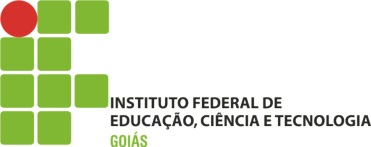 INSTITUTO FEDERAL DE
EDUCAÇÃO, CIÊNCIA E TECNOLOGIA
GOIÁS